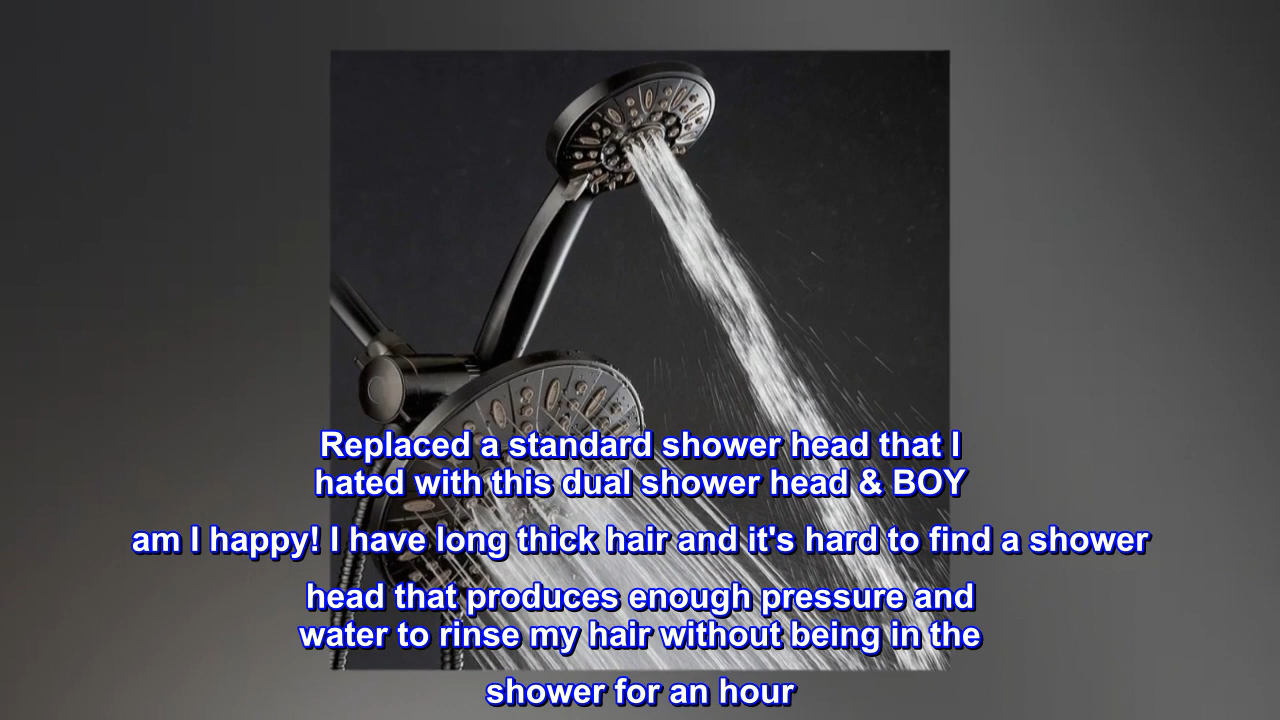 Replaced a standard shower head that I
hated with this dual shower head & BOY
am I happy! I have long thick hair and it's hard to find a shower
head that produces enough pressure and
water to rinse my hair without being in the
shower for an hour